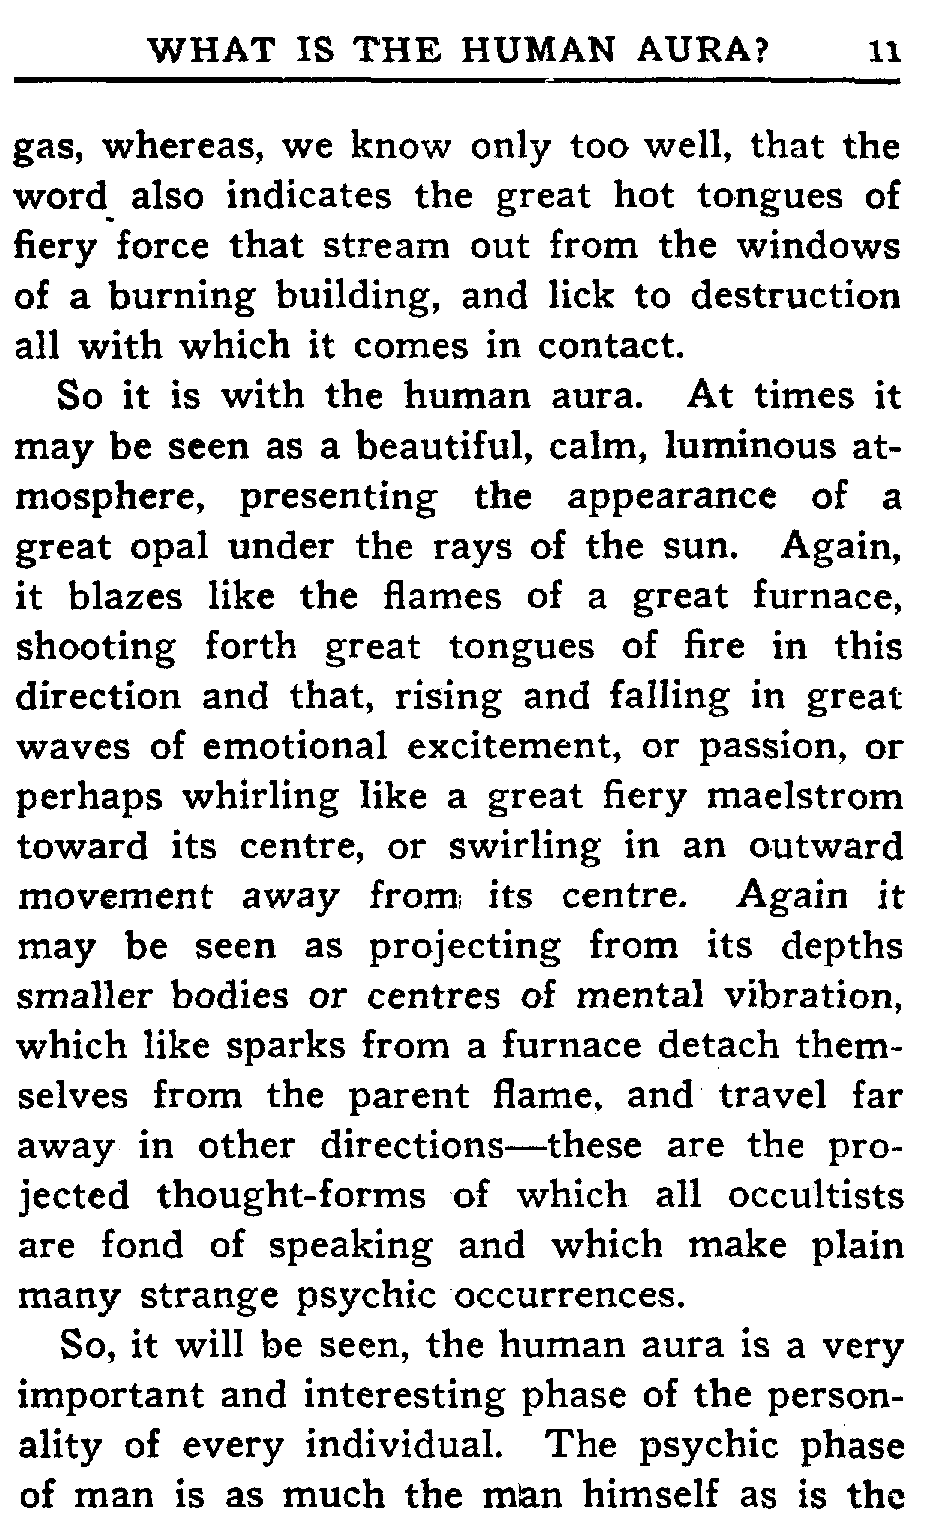 WHAT IS THE HUMAN AURA? 11
gas, whereas, we know only too well, that the
word also indicates the great hot tongues of
fiery force that stream out from the windows
of a burning building, and lick to destruction
all with which it comes in contact.
So it is with the human aura. At times it
may be seen as a beautiful, calm, luminous at-
mosphere, presenting the appearance of a
great opal under the rays of the sun. Again,
it blazes like the flames of a great furnace,
shooting forth great tongues of fire in this
direction and that, rising and falling in great
waves of emotional excitement, or passion, or
perhaps whirling like a great fiery maelstrom
toward its centre, or swirling in an outward
movement away from its centre. Again it
may be seen as projecting from its depths
smaller bodies or centres of mental vibration,
which like sparks from a furnace detach them-
selves from the parent flame, and travel far
away in other directions—these are the pro-
jected thought-forms of which all occultists
are fond of speaking and which make plain
many strange psychic occurrences.
So, it will be seen, the human aura is a very
important and interesting phase of the person-
ality of every individual. The psychic phase
of man is as much the man himself as is the